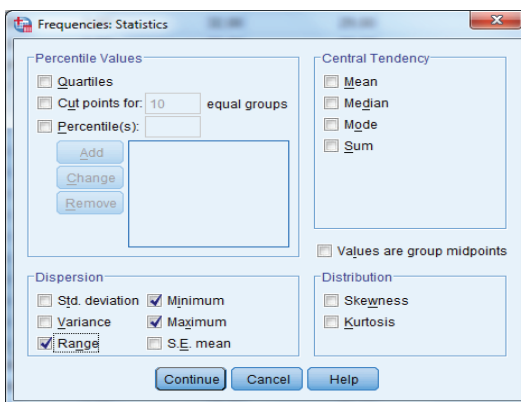 Frequencies: Statistics
Percentile Values
Quartiles
Cut points for: 10 equal groups
Percentile(s):
Add
Change
Remove
Central Tendency
Mean
Median
Mode
Sum
Values are group midpoints
Dispersion
Std. deviation
Minimum
Variance
Maximum
Range
S.E. mean
Distribution
Skewness
Kurtosis
Continue
Cancel
Help